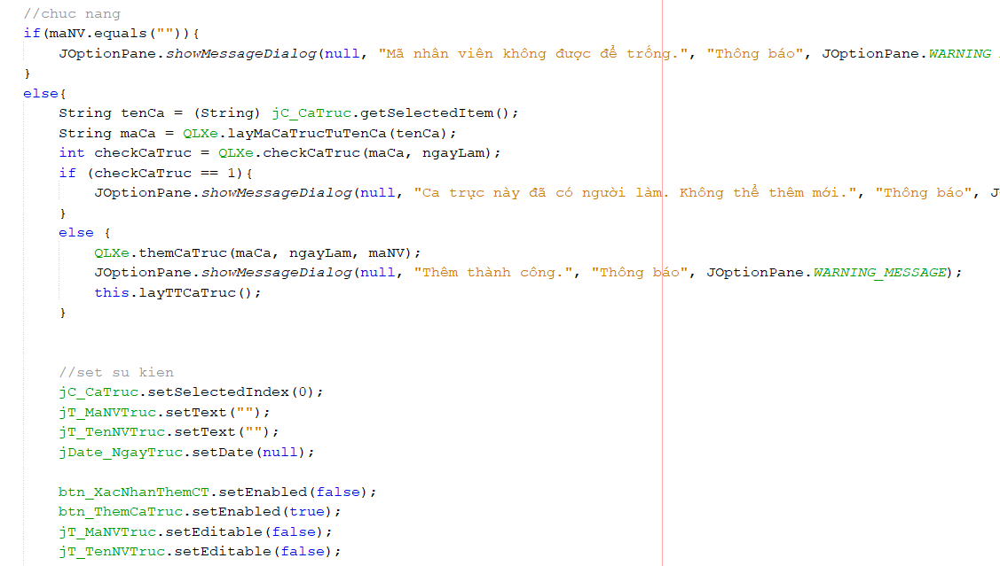 //chuc nang
if(maNV.equals("")){
JOptionPane.showMessageDialog(null, "Mã nhân viên không được để trống.", "Thông báo", JOptionPane.WARNING
}
else{
String tenCa = (String) jC_CaTruc.getSelectedItem();
String maCa = QLXe.layMaCaTrucTuTenCa(tenCa);
int checkCaTruc = QLXe.checkCaTruc(maCa, ngayLam);
if (checkCaTruc == 1){
JOptionPane.showMessageDialog(null, "Ca trực này đã có người làm. Không thể thêm mới.", "Thông báo", J
}
else {
QLXe.themCaTruc(maCa, ngayLam, maNV);
JOptionPane.showMessageDialog(null, "Thêm thành công.", "Thông báo", JOptionPane.WARNING_MESSAGE);
this.layTTCaTruc();
}
//set su kien
jC_CaTruc.setSelectedIndex(0);
jT_MaNVTruc.setText("");
jT_TenNVTruc.setText("");
jDate_NgayTruc.setDate(null);
btn_XacNhanThemCT.setEnabled(false);
btn_ThemCaTruc.setEnabled(true);
jT_MaNVTruc.setEditable(false);
jT_TenNVTruc.setEditable(false);